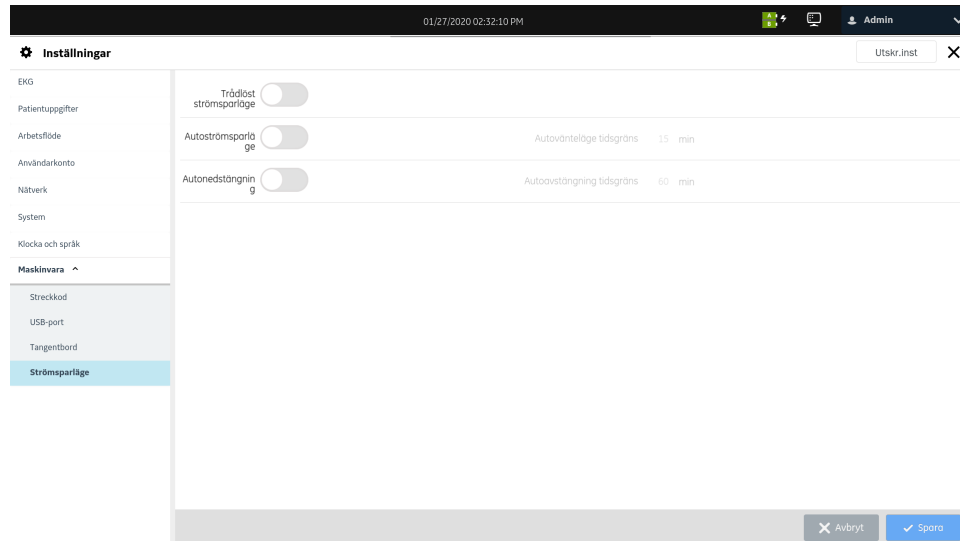 01/27/2020 02:32:10 PM
A
B
Admin
Inställningar
Utskr.inst
EKG
Patientuppgifter
Arbetsflöde
Användarkonto
Nätverk
System
Klocka och språk
Maskinvara
Streckkod
USB-port
Tangentbord
Strömsparläge
Trådlöst
strömsparläge
Autoströmsparlä
ge
Autovänteläge tidsgräns 15 min
Autonedstängnin
g
Autoavstängning tidsgräns 60 min
Avbryt
Spara